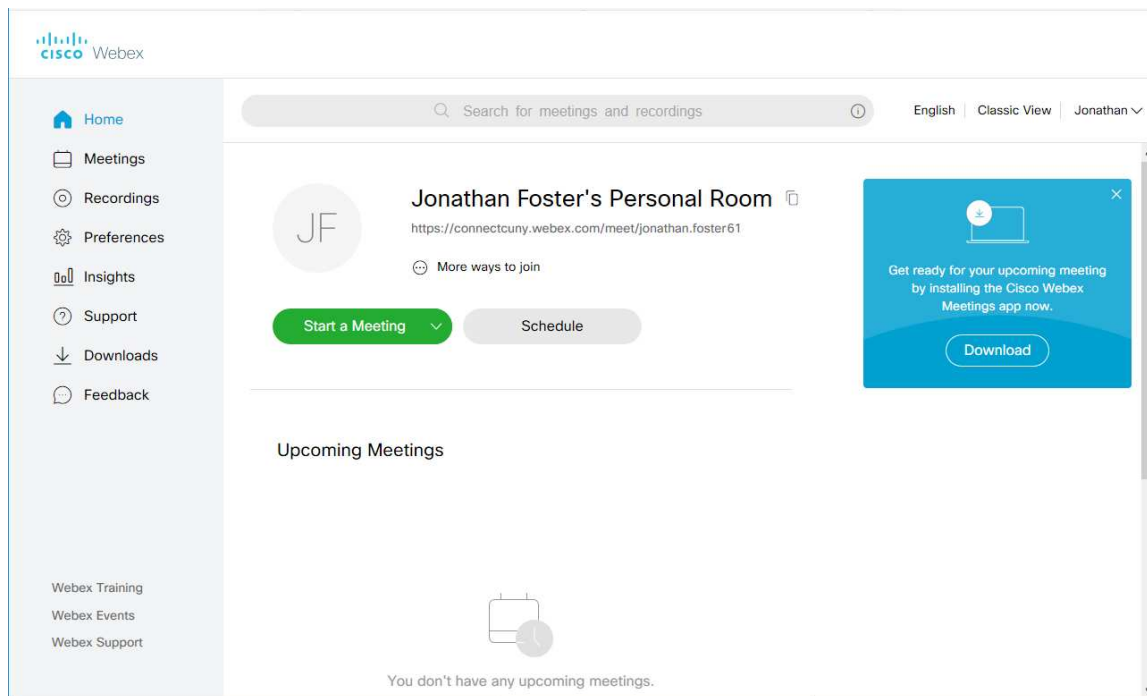 CISCO Webex
Home
Meetings
Recordings
Preferences
Insights
Support
Downloads
Feedback
Webex Training
Webex Events
Webex Support
Search for meetings and recordings
English Classic View Jonathan
JF
Jonathan Foster's Personal Room
https://connectcuny.webex.com/meet/jonathan.foster61
More ways to join
Start a Meeting
Schedule
Get ready for your upcoming meeting
by installing the Cisco Webex
Meetings app now.
Download
Upcoming Meetings
You don't have any upcoming meetings.